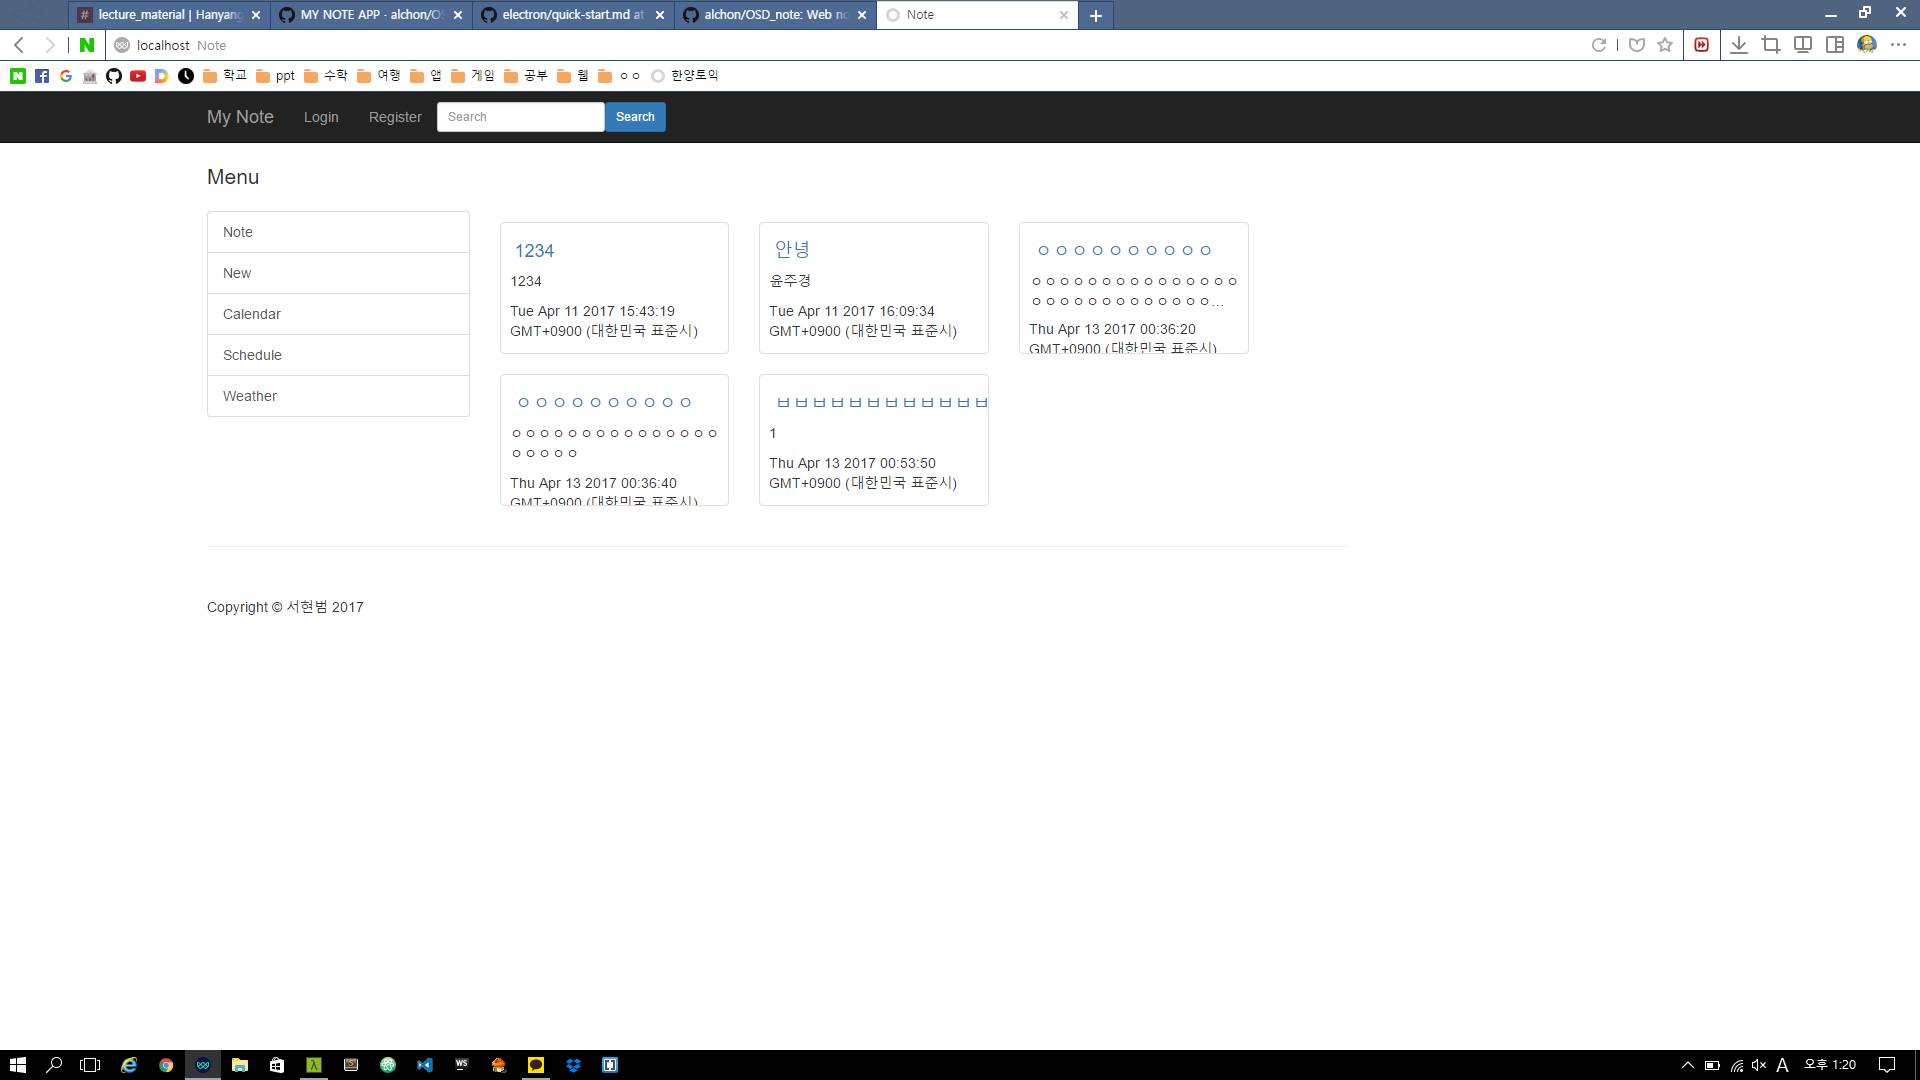 lecture_material | Hanyang
MY NOTE APP - alchon/OS
electron/quick-start.md at
alchon/OSD_note: Web no
Note
localhost Note
학교 ppt 수학 여행 앱 게임 공부 웹 ㅇㅇ 한양토익
My Note Login Register Search Search
Menu
Note
New
Calendar
Schedule
Weather
1234
1234
Tue Apr 11 2017 15:43:19
GMT+0900 (대한민국 표준시)
안녕
윤주경
Tue Apr 11 2017 16:09:34
GMT+0900 (대한민국 표준시)
ㅇㅇㅇㅇㅇㅇㅇㅇㅇㅇ
ㅇㅇㅇㅇㅇㅇㅇㅇㅇㅇㅇㅇㅇㅇㅇ
ㅇㅇㅇㅇㅇㅇㅇㅇㅇㅇㅇㅇㅇ...
Thu Apr 13 2017 00:36:20
GMT+0900 (대한민국 표준시)
ㅇㅇㅇㅇㅇㅇㅇㅇㅇㅇ
ㅇㅇㅇㅇㅇㅇㅇㅇㅇㅇㅇㅇㅇㅇㅇ
ㅇㅇㅇㅇㅇ
Thu Apr 13 2017 00:36:40
GMT+0900 (대한민국 표준시)
ㅂㅂㅂㅂㅂㅂㅂㅂㅂㅂㅂㅂ
1
Thu Apr 13 2017 00:53:50
GMT+0900 (대한민국 표준시)
Copyright © 서현범 2017
WS
A 오후 1:20